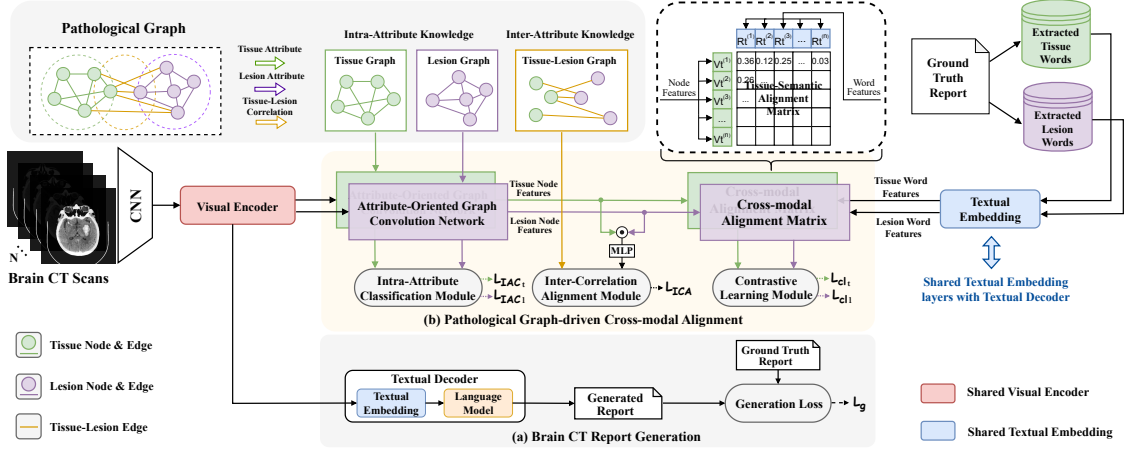 Pathological Graph
Tissue Attribute
Lesion Attribute
Tissue-Lesion
Correlation
Intra-Attribute Knowledge
Inter-Attribute Knowledge
Tissue Graph
Lesion Graph
Tissue-Lesion Graph
Node
Features
Rt(1)
Rt(2)
Rt(3)
...
Rt(n)
Vt(1)
Vt(2)
Vt(3)
...
Vt(n)
0.36
0.12
0.25
...
0.03
0.26
...
Tissue-Semantic
Alignment
Matrix
Word
Features
Ground
Truth
Report
Extracted
Tissue
Words
Extracted
Lesion
Words
N
Brain CT Scans
CNN
Visual Encoder
Attribute-Oriented Graph
Attribute-Oriented Graph
Convolution Network
Tissue Node
Features
Lesion Node
Features
MLP
Cross-modal
Alignment Matrix
Cross-modal
Alignment Matrix
Tissue Word
Features
Lesion Word
Features
Textual
Embedding
Shared Textual Embedding
layers with Textual Decoder
Intra-Attribute
Classification Module
LIACt
LIACl
Inter-Correlation
Alignment Module
LICA
Contrastive
Learning Module
Lclt
Lcll
(b) Pathological Graph-driven Cross-modal Alignment
Tissue Node & Edge
Lesion Node & Edge
Tissue-Lesion Edge
Textual Decoder
Textual
Embedding
Language
Model
Generated
Report
Ground Truth
Report
Generation Loss
Lg
(a) Brain CT Report Generation
Shared Visual Encoder
Shared Textual Embedding